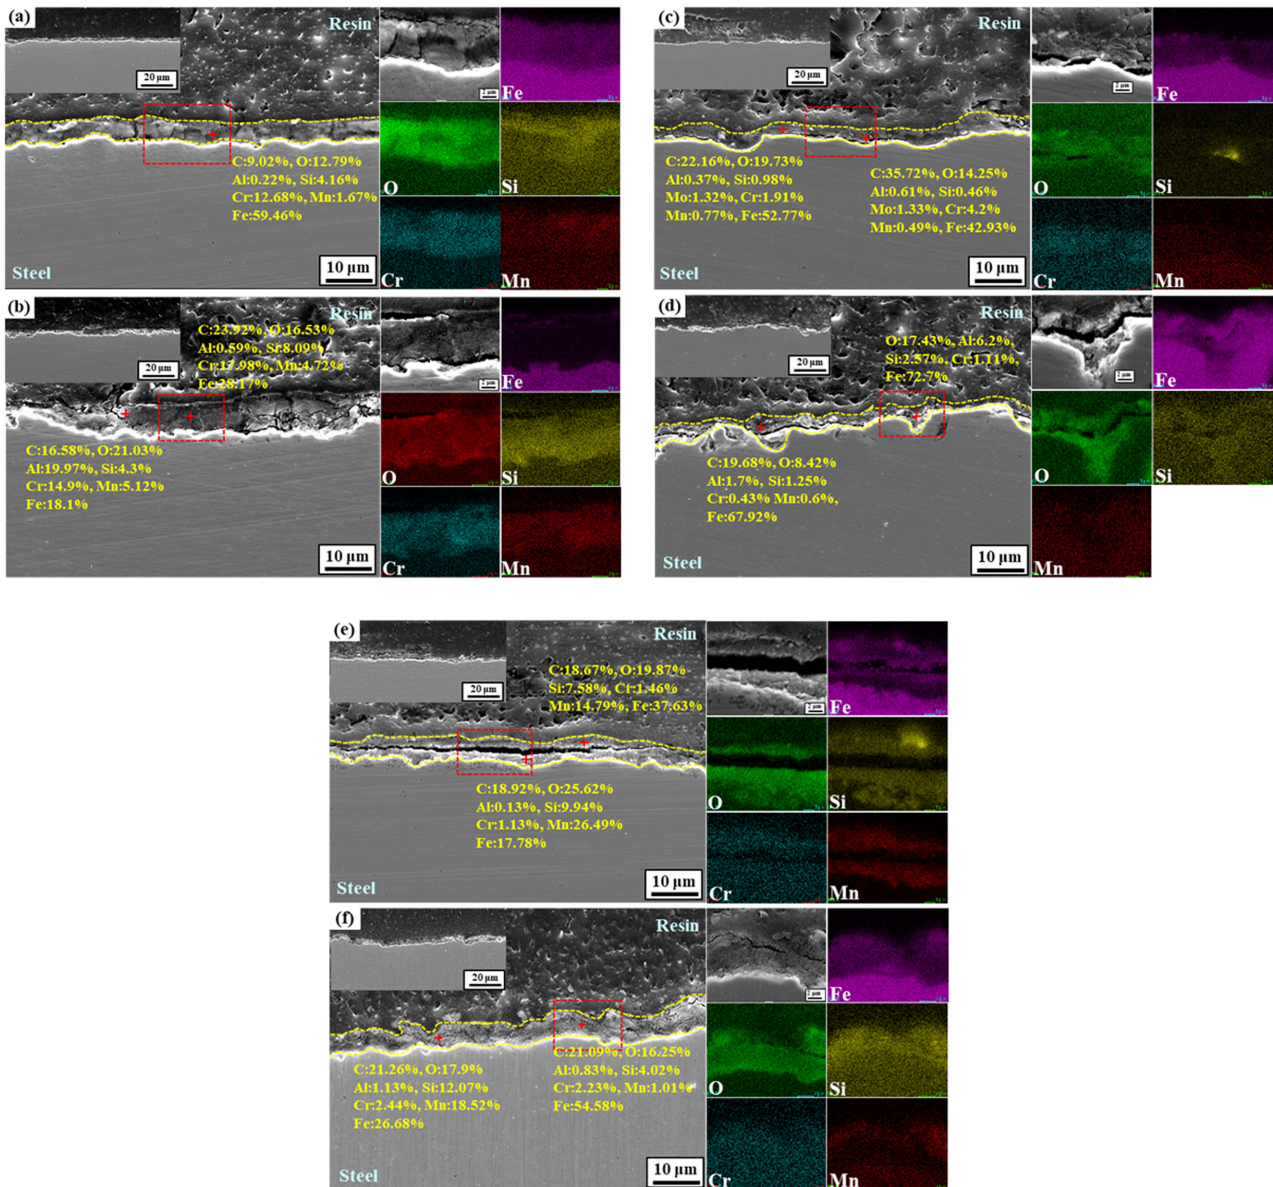 (a)
Resin
20 μm
C:9.02%, O:12.79%
Al:0.22%, Si:4.16%
Cr:12.68%, Mn:1.67%
Fe:59.46%
Steel
10 μm
2 μm
Fe
O
Si
Cr
Mn
(b)
Resin
20 μm
C:23.92%, O:16.53%
Al:0.59%, Si:8.09%
Cr:17.98%, Mn:4.72%
Fe:28.17%
C:16.58%, O:21.03%
Al:19.97%, Si:4.3%
Cr:14.9%, Mn:5.12%
Fe:18.1%
Steel
10 μm
2 μm
Fe
O
Si
Cr
Mn
(c)
Resin
20 μm
C:22.16%, O:19.73%
Al:0.37%, Si:0.98%
Mo:1.32%, Cr:1.91%
Mn:0.77%, Fe:52.77%
C:35.72%, O:14.25%
Al:0.61%, Si:0.46%
Mo:1.33%, Cr:4.2%
Mn:0.49%, Fe:42.93%
Steel
10 μm
2 μm
Fe
O
Si
Cr
Mn
(d)
Resin
20 μm
O:17.43%, Al:6.2%,
Si:2.57%, Cr:1.11%,
Fe:72.7%
C:19.68%, O:8.42%
Al:1.7%, Si:1.25%
Cr:0.43% Mn:0.6%,
Fe:67.92%
Steel
10 μm
2 μm
Fe
O
Si
Mn
(e)
Resin
20 μm
C:18.67%, O:19.87%
Si:7.58%, Cr:1.46%
Mn:14.79%, Fe:37.63%
C:18.92%, O:25.62%
Al:0.13%, Si:9.94%
Cr:1.13%, Mn:26.49%
Fe:17.78%
Steel
10 μm
2 μm
Fe
O
Si
Cr
Mn
(f)
Resin
20 μm
C:21.26%, O:17.9%
Al:1.13%, Si:12.07%
Cr:2.44%, Mn:18.52%
Fe:26.68%
C:21.09%, O:16.25%
Al:0.83%, Si:4.02%
Cr:2.23%, Mn:1.01%
Fe:54.58%
Steel
10 μm
2 μm
Fe
O
Si
Cr
Mn